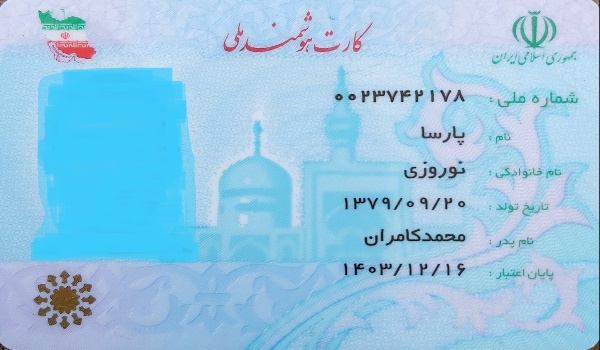 کارت هوشمند ملی
جمهوری اسلامی ایران
شماره ملی : ۰۰۲۳۷۴۲۱۷۸
نام : پارسا
نام خانوادگی : نوروزی
تاریخ تولد : ۱۳۷۹/۰۹/۲۰
نام پدر : محمدکامران
پایان اعتبار : ۱۴۰۳/۱۲/۱۶